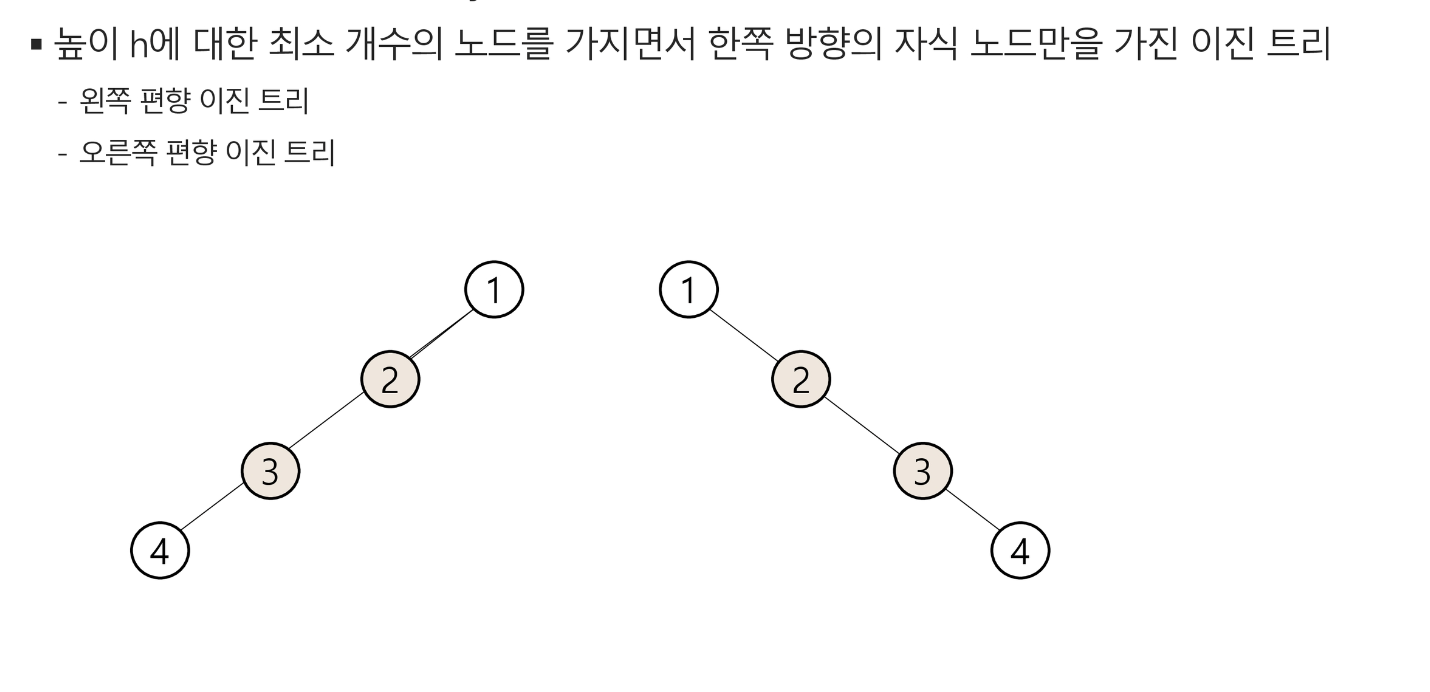 ▪ 높이 h에 대한 최소 개수의 노드를 가지면서 한쪽 방향의 자식 노드만을 가진 이진 트리
- 왼쪽 편향 이진 트리
- 오른쪽 편향 이진 트리
1 1
2 2
3 3
4 4